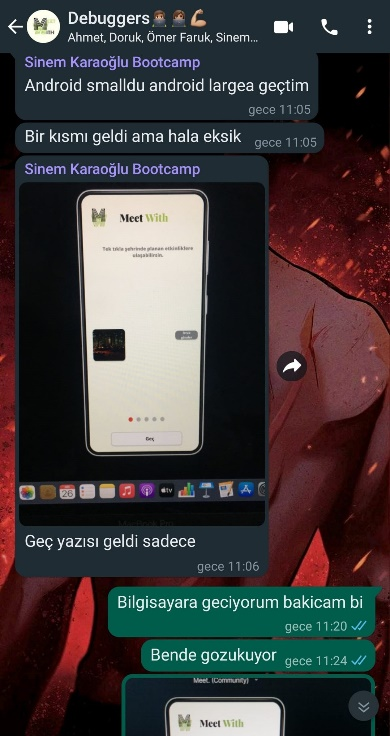 Debuggers
Ahmet, Doruk, Ömer Faruk, Sinem...
Sinem Karaoğlu Bootcamp
Android smalldu android largea geçtim
gece 11:05
Bir kısmı geldi ama hala eksik
gece 11:05
Sinem Karaoğlu Bootcamp
Meet With
Tek tıkla şehrinde planan etkinliklere
ulaşabilirsin.
Geç
26
tv
Geç yazısı geldi sadece
gece 11:06
Bilgisayara geciyorum bakicam bi
gece 11:20
Bende gozukuyor
gece 11:24
Meet. (Community)
Meet With